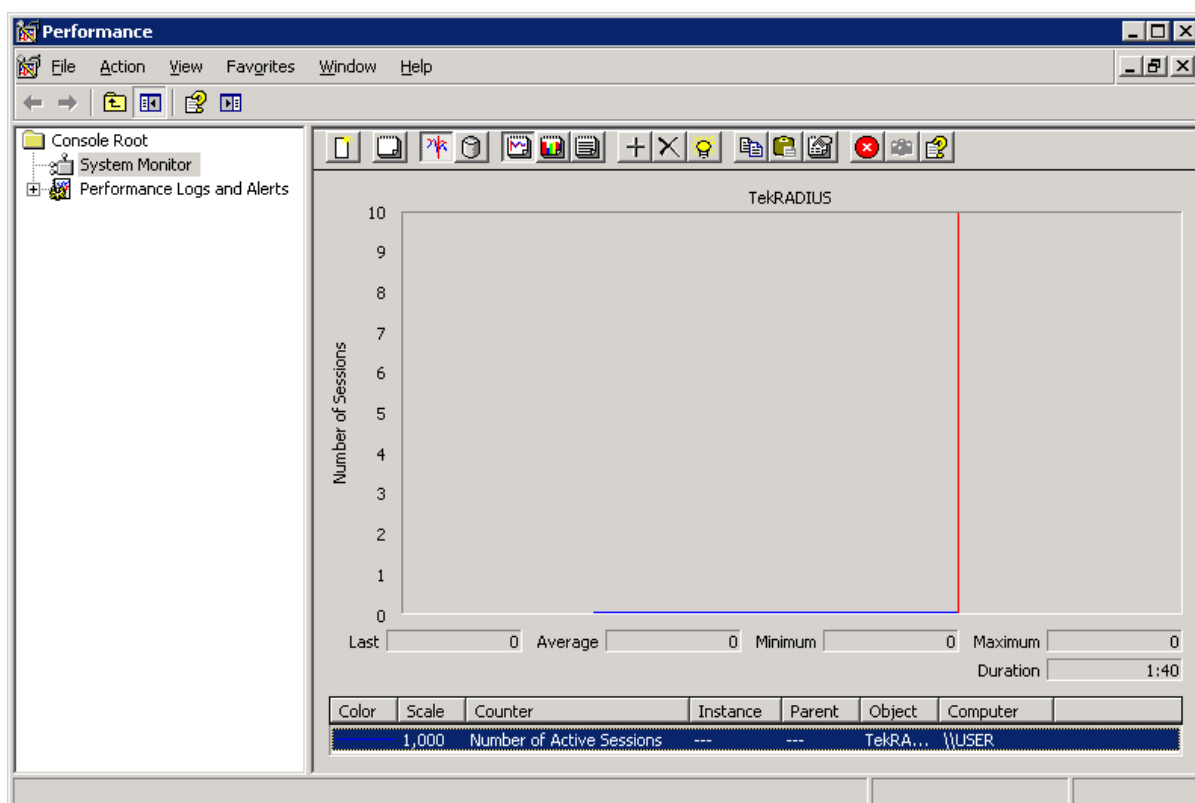 Performance
File Action View Favorites Window Help
Console Root
System Monitor
Performance Logs and Alerts
TekRADIUS
Number of Sessions
10
9
8
7
6
5
4
3
2
1
0
Last 0 Average 0 Minimum 0 Maximum 0
Duration 1:40
Color Scale Counter Instance Parent Object Computer
1,000 Number of Active Sessions --- --- TekRA... \\USER